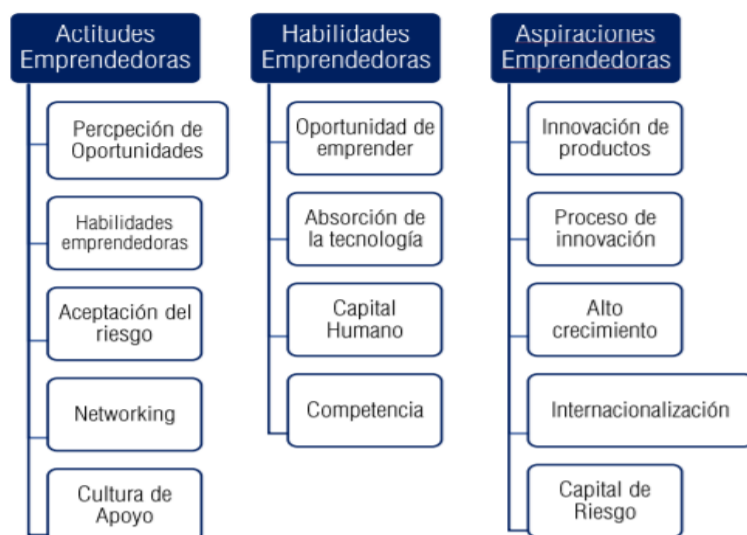 Actitudes
Emprendedoras
Percpeción de
Oportunidades
Habilidades
emprendedoras
Aceptación del
riesgo
Networking
Cultura de
Apoyo
Habilidades
Emprendedoras
Oportunidad de
emprender
Absorción de
la tecnología
Capital
Humano
Competencia
Aspiraciones
Emprendedoras
Innovación de
productos
Proceso de
innovación
Alto
crecimiento
Internacionalización
Capital de
Riesgo